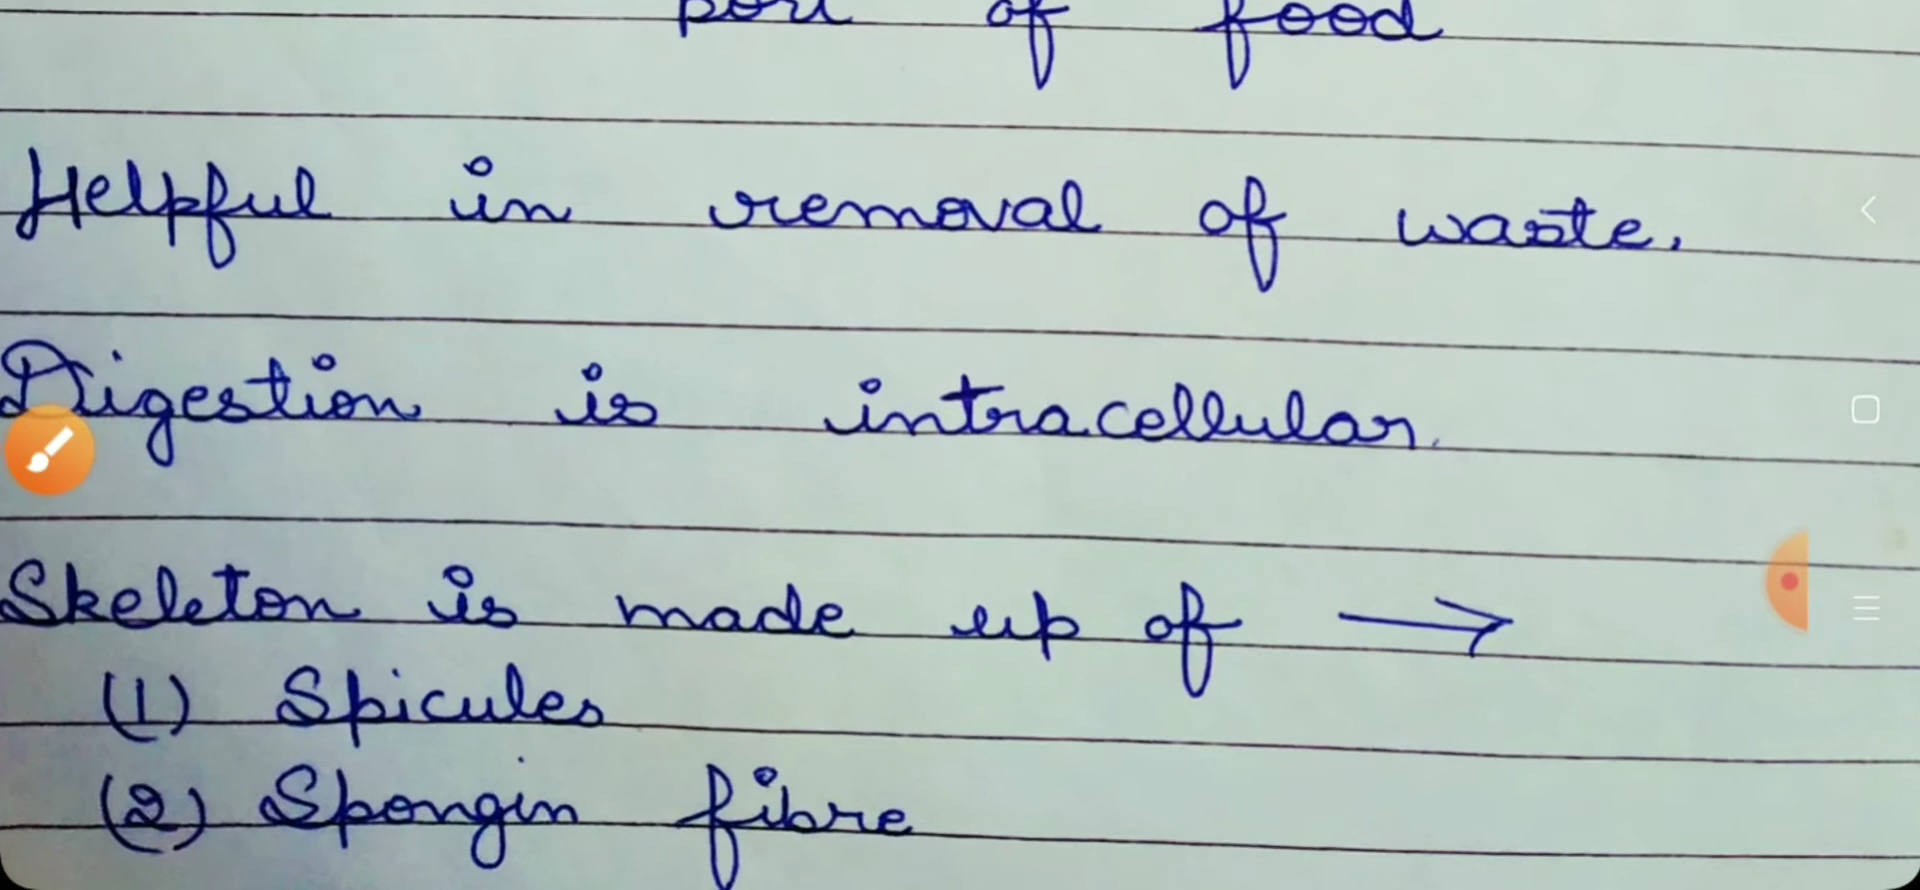 of food
Helpful in removal of waste.
Digestion is intracellular.
Skeleton is made up of →
(1) Spicules
(2) Spongin fibre